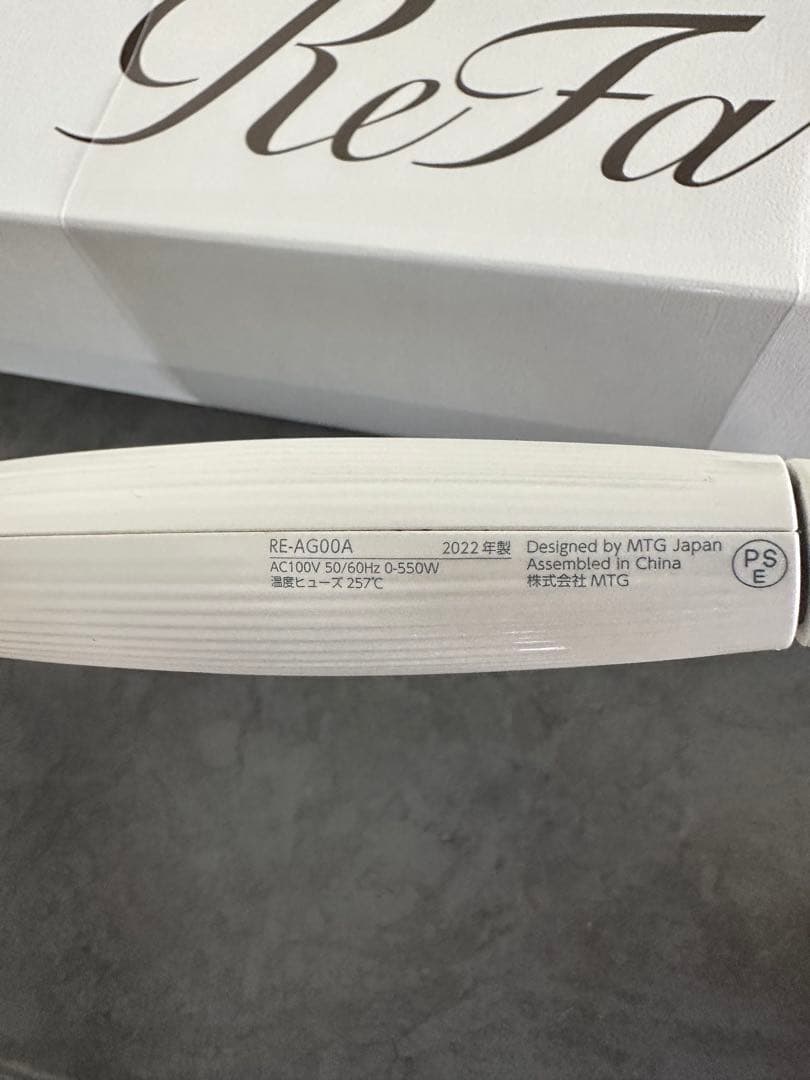 ReFa
RE-AG00A 2022年製
AC100V 50/60Hz 0-550W
温度ヒューズ 257℃
Designed by MTG Japan
Assembled in China
株式会社 MTG
PS
E